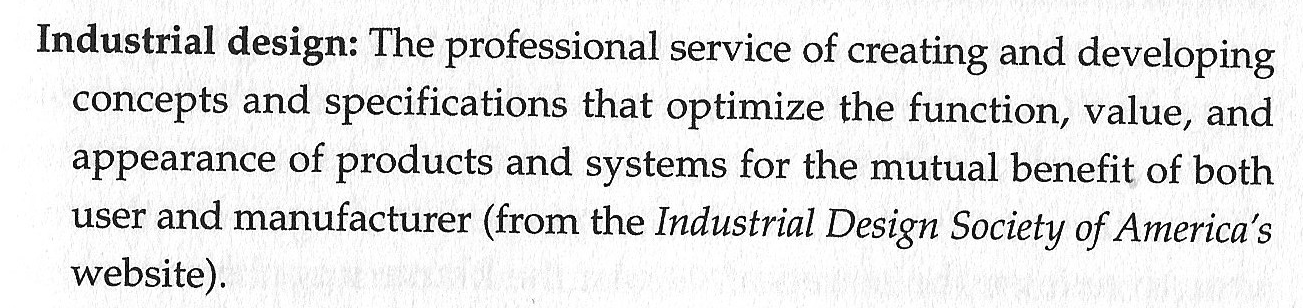 Industrial design: The professional service of creating and developing
concepts and specifications that optimize the function, value, and
appearance of products and systems for the mutual benefit of both
user and manufacturer (from the Industrial Design Society of America's
website).